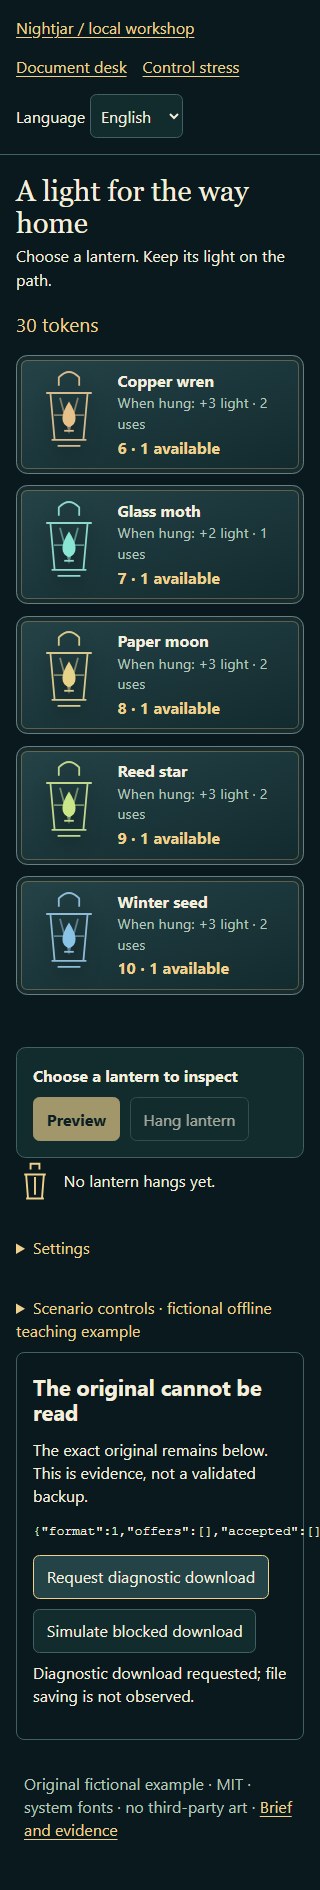 Nightjar / local workshop
Document desk Control stress
Language English
A light for the way
home
Choose a lantern. Keep its light on the
path.
30 tokens
Copper wren
When hung: +3 light · 2
uses
6 · 1 available
Glass moth
When hung: +2 light · 1
uses
7 · 1 available
Paper moon
When hung: +3 light · 2
uses
8 · 1 available
Reed star
When hung: +3 light · 2
uses
9 · 1 available
Winter seed
When hung: +3 light · 2
uses
10 · 1 available
Choose a lantern to inspect
Preview Hang lantern
No lantern hangs yet.
Settings
Scenario controls · fictional offline
teaching example
The original cannot be
read
The exact original remains below.
This is evidence, not a validated
backup.
{"format":1,"offers":[],"accepted":[]
Request diagnostic download
Simulate blocked download
Diagnostic download requested; file
saving is not observed.
Original fictional example · MIT ·
system fonts · no third-party art · Brief
and evidence